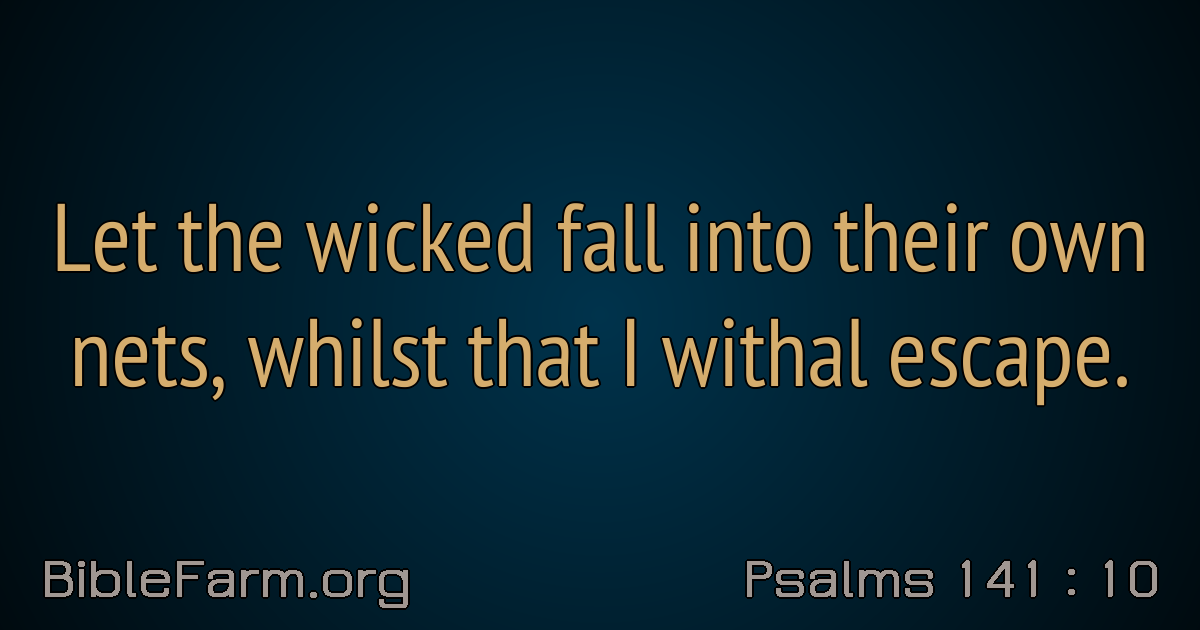 Let the wicked fall into their own
nets, whilst that I withal escape.
BibleFarm.org
Psalms 141 : 10